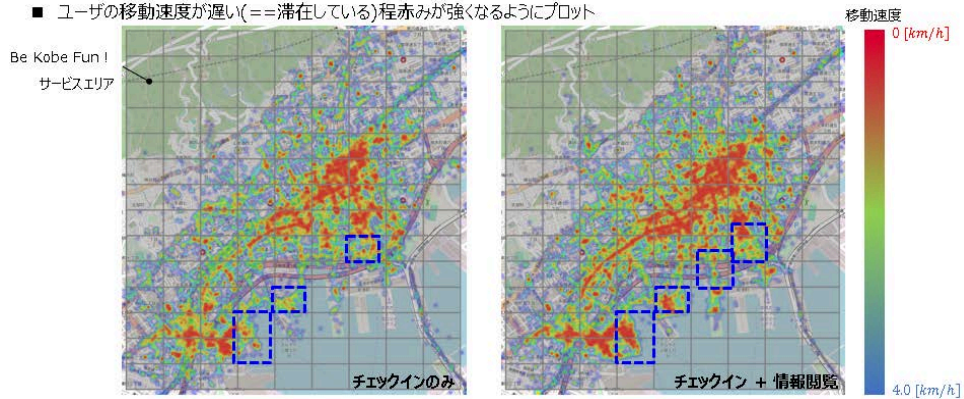 ■ ユーザの移動速度が遅い(==滞在している)程赤みが強くなるようにプロット
移動速度
0 [km/h]
Be Kobe Fun !
サービスエリア
チェックインのみ
チェックイン + 情報閲覧
4.0 [km/h]